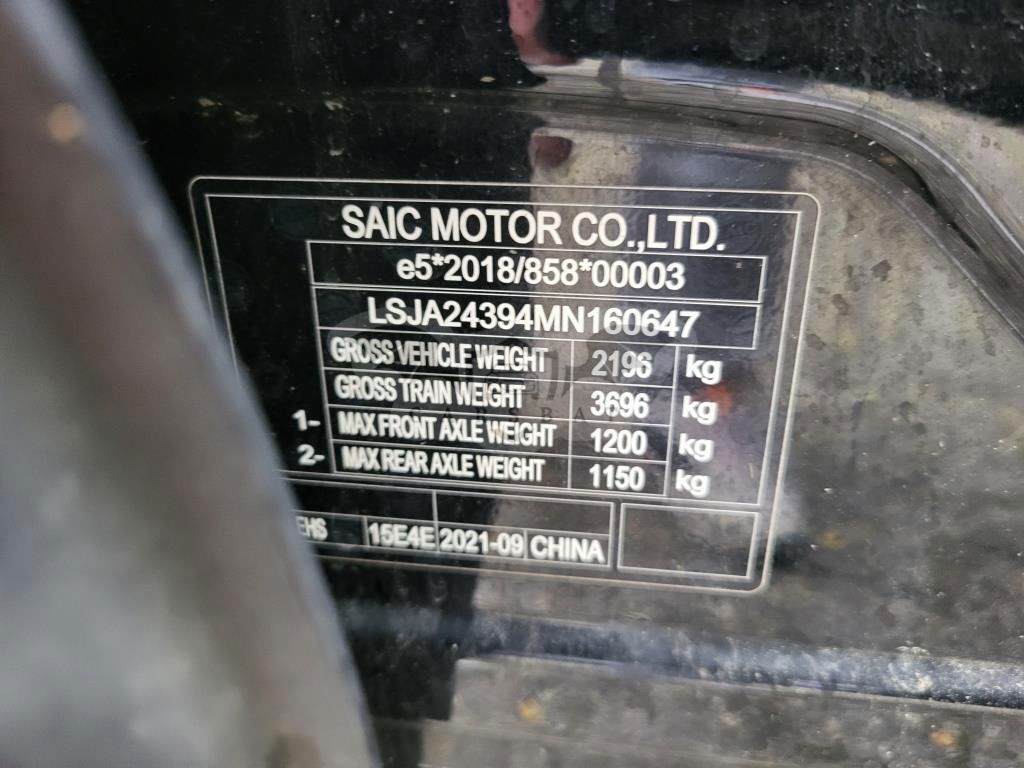 SAIC MOTOR CO.,LTD.
e5*2018/858*00003
LSJA24394MN160647
GROSS VEHICLE WEIGHT 2196 kg
GROSS TRAIN WEIGHT 3696 kg
1- MAX FRONT AXLE WEIGHT 1200 kg
2- MAX REAR AXLE WEIGHT 1150 kg
EHS 15E4E 2021-09 CHINA